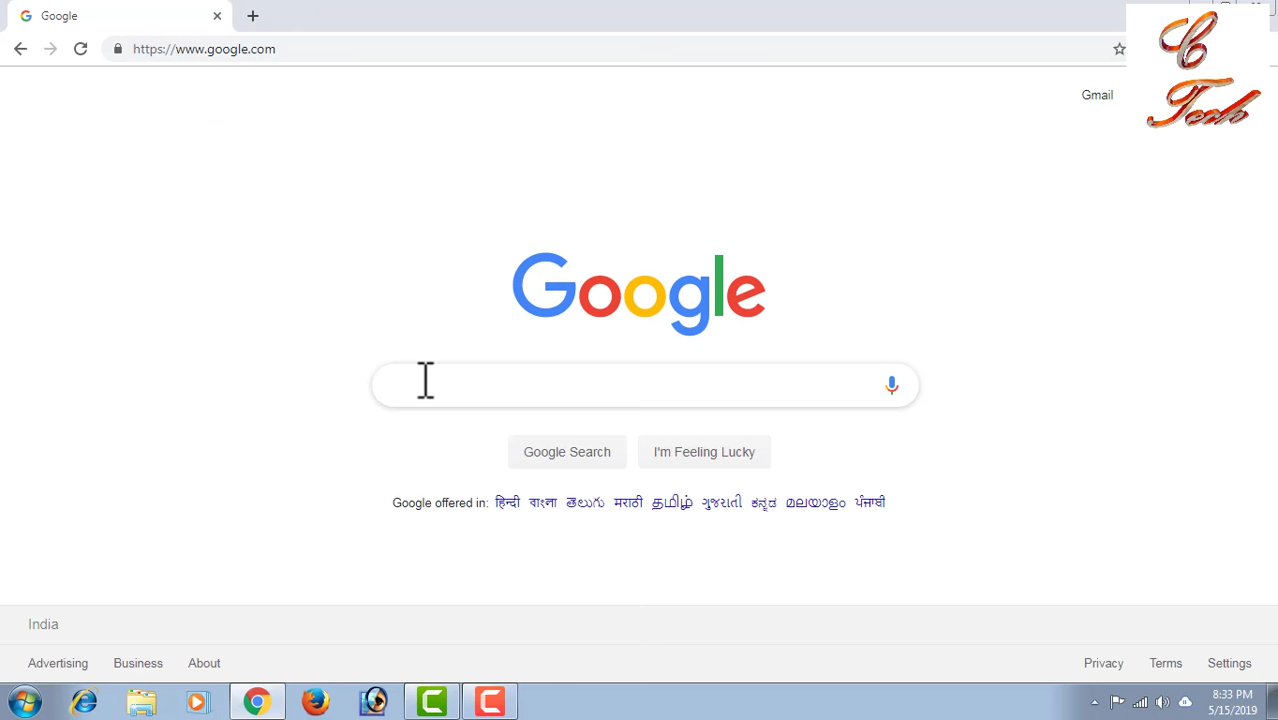 Google
https://www.google.com
C
Tech
Gmail
Google
Google Search I'm Feeling Lucky
Google offered in: हिन्दी বাংলা తెలుగు मराठी தமிழ் ગુજરાતી ಕನ್ನಡ മലയാളം ਪੰਜਾਬੀ
India
Advertising Business About Privacy Terms Settings
8:33 PM
5/15/2019